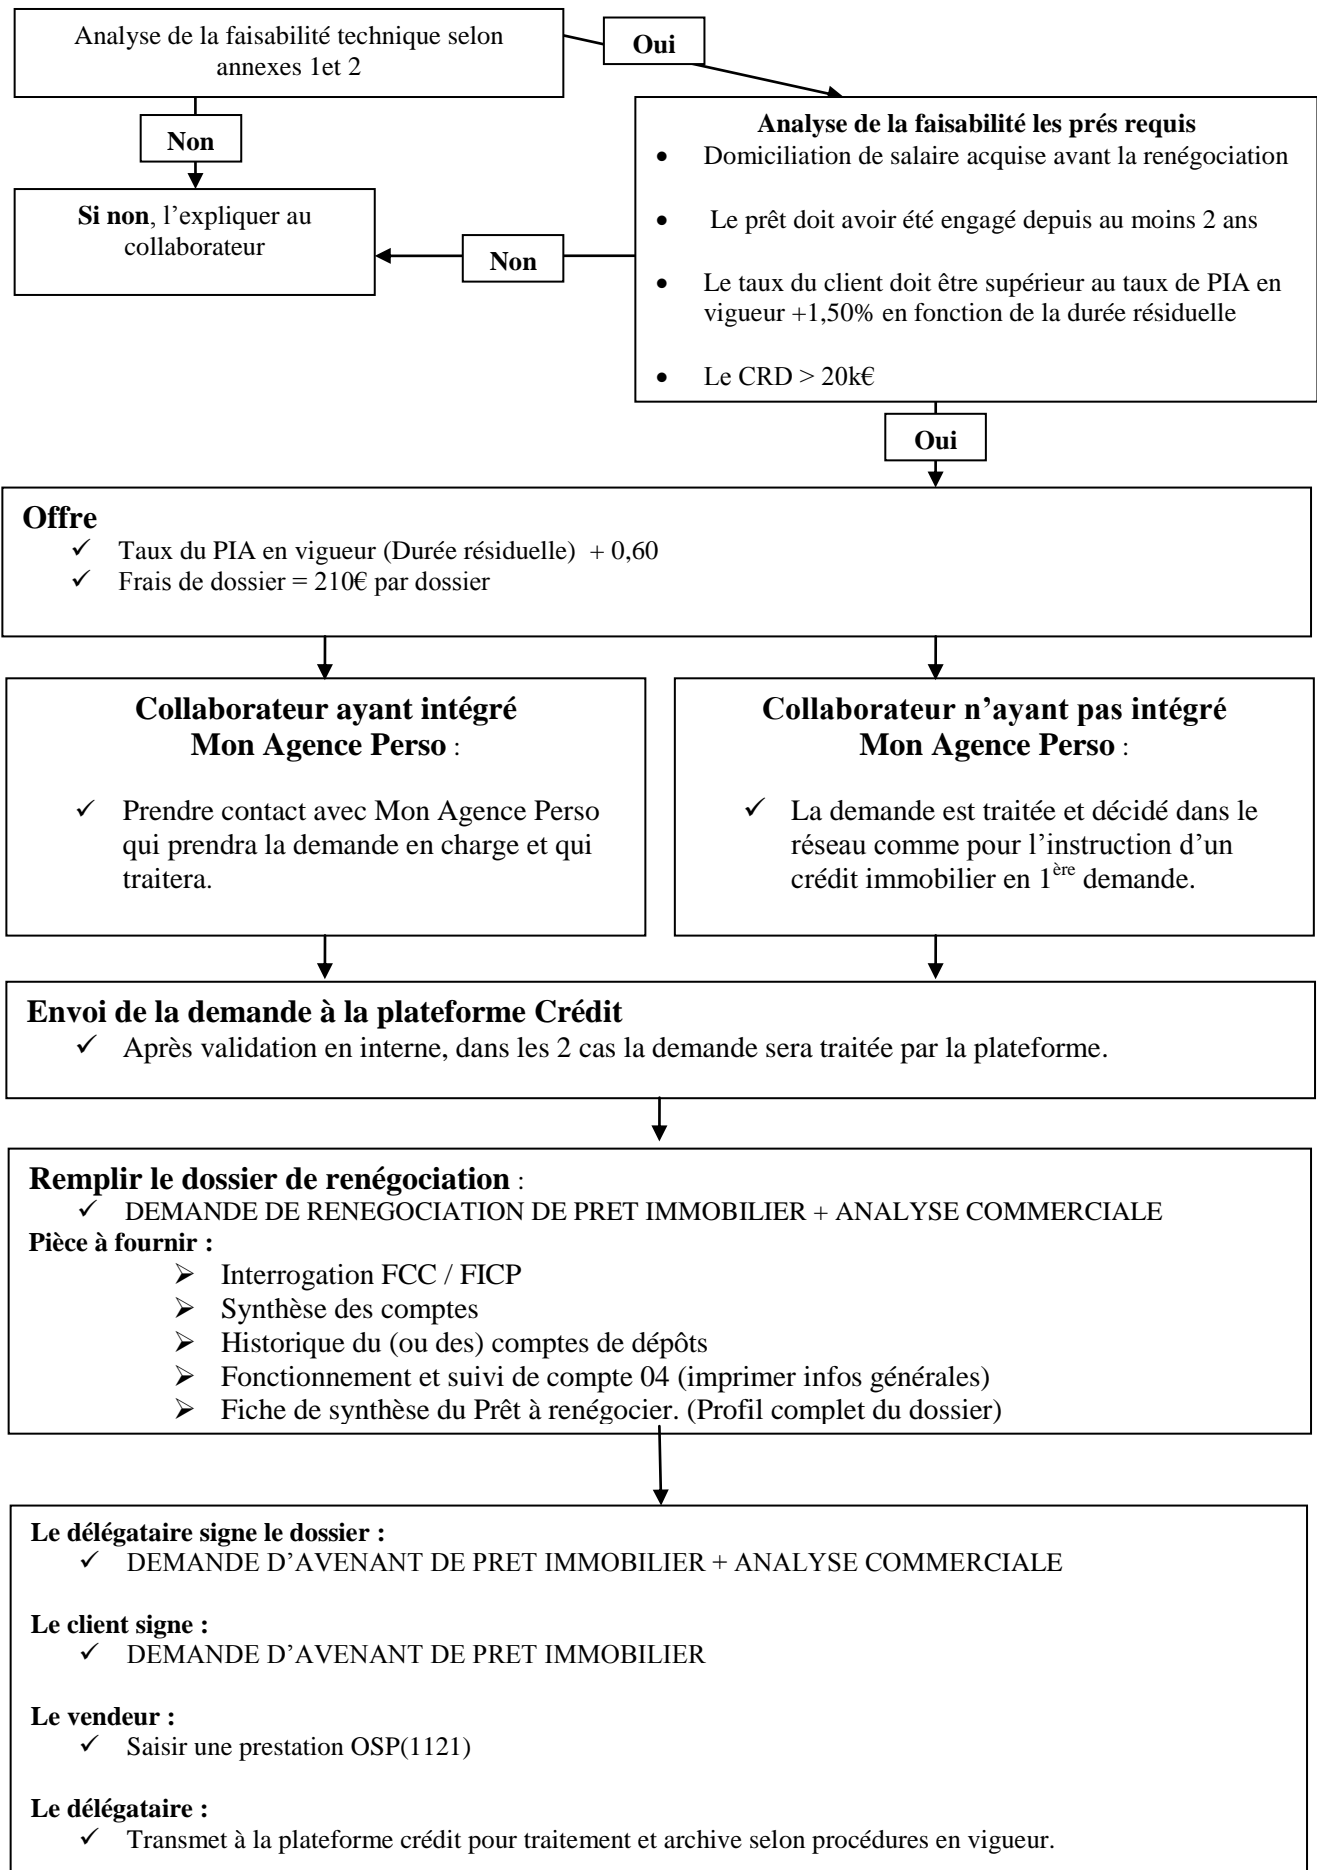 Analyse de la faisabilité technique selon
annexes 1et 2
Oui
Non
Analyse de la faisabilité les prés requis
• Domiciliation de salaire acquise avant la renégociation
• Le prêt doit avoir été engagé depuis au moins 2 ans
• Le taux du client doit être supérieur au taux de PIA en
vigueur +1,50% en fonction de la durée résiduelle
• Le CRD > 20k€
Si non, l’expliquer au
collaborateur
Non
Oui
Offre
✓ Taux du PIA en vigueur (Durée résiduelle) + 0,60
✓ Frais de dossier = 210€ par dossier
Collaborateur ayant intégré
Mon Agence Perso :
✓ Prendre contact avec Mon Agence Perso
qui prendra la demande en charge et qui
traitera.
Collaborateur n’ayant pas intégré
Mon Agence Perso :
✓ La demande est traitée et décidé dans le
réseau comme pour l’instruction d’un
crédit immobilier en 1ère demande.
Envoi de la demande à la plateforme Crédit
✓ Après validation en interne, dans les 2 cas la demande sera traitée par la plateforme.
Remplir le dossier de renégociation :
✓ DEMANDE DE RENEGOCIATION DE PRET IMMOBILIER + ANALYSE COMMERCIALE
Pièce à fournir :
➢ Interrogation FCC / FICP
➢ Synthèse des comptes
➢ Historique du (ou des) comptes de dépôts
➢ Fonctionnement et suivi de compte 04 (imprimer infos générales)
➢ Fiche de synthèse du Prêt à renégocier. (Profil complet du dossier)
Le délégataire signe le dossier :
✓ DEMANDE D’AVENANT DE PRET IMMOBILIER + ANALYSE COMMERCIALE
Le client signe :
✓ DEMANDE D’AVENANT DE PRET IMMOBILIER
Le vendeur :
✓ Saisir une prestation OSP(1121)
Le délégataire :
✓ Transmet à la plateforme crédit pour traitement et archive selon procédures en vigueur.